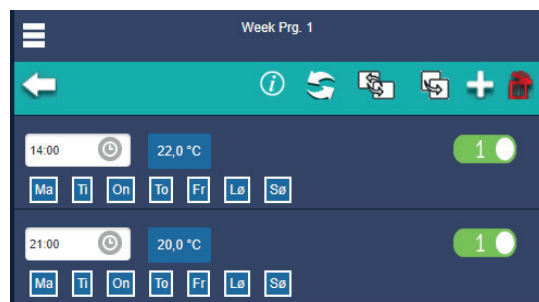 Week Prg. 1
i
14:00 22,0 °C 1
Ma Ti On To Fr Lø Sø
21:00 20,0 °C 1
Ma Ti On To Fr Lø Sø